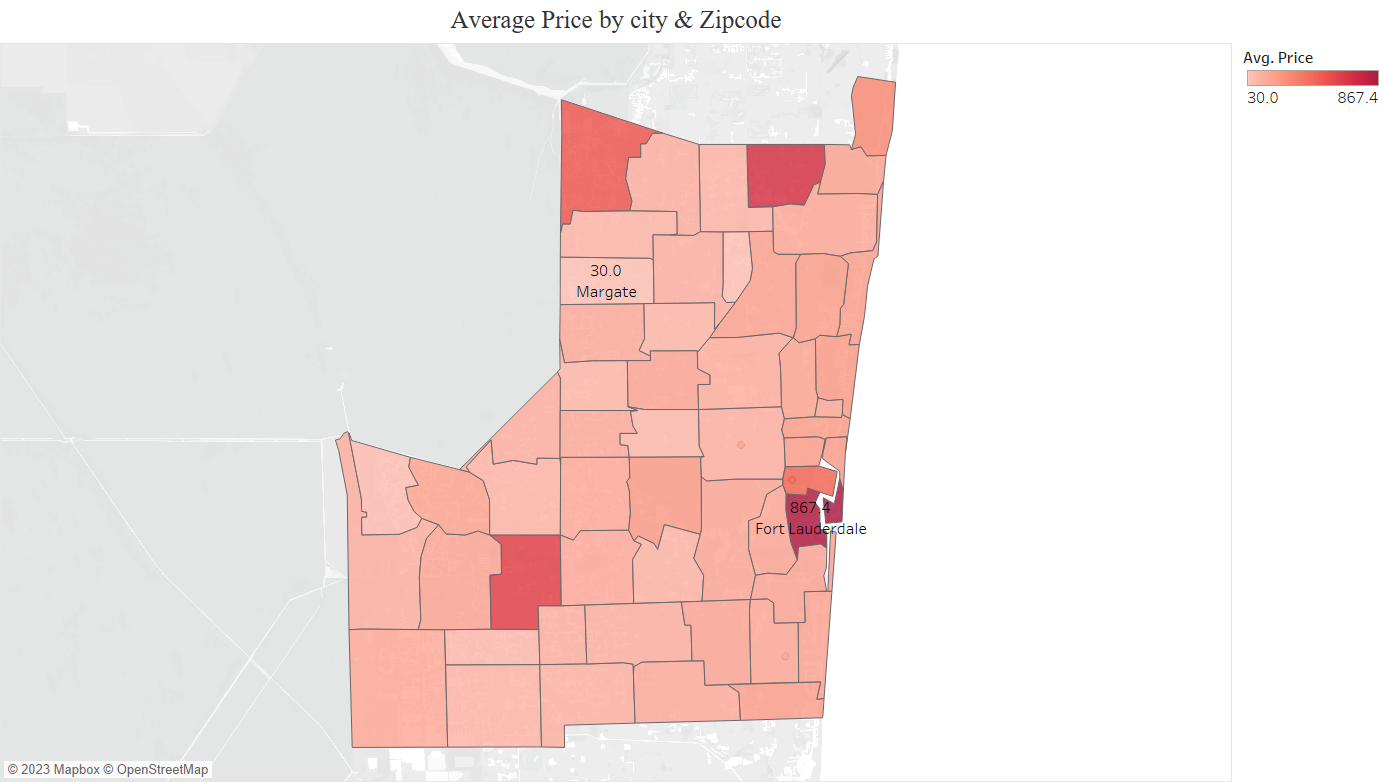 Average Price by city & Zipcode
Avg. Price
30.0 867.4
30.0
Margate
867.4
Fort Lauderdale
© 2023 Mapbox © OpenStreetMap